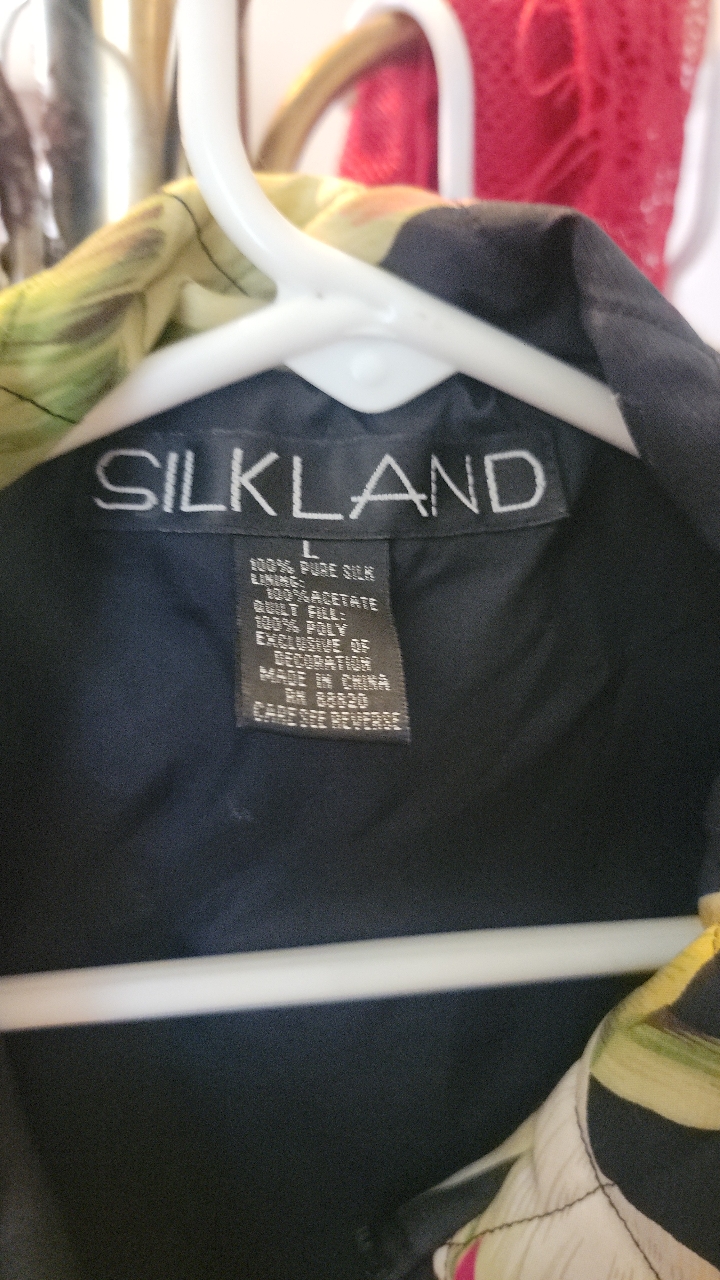 SILKLAND
L
100% PURE SILK
LINING:
100% ACETATE
QUILT FILL:
100% POLY
EXCLUSIVE OF
DECORATION
MADE IN CHINA
RN 88820
CARE SEE REVERSE